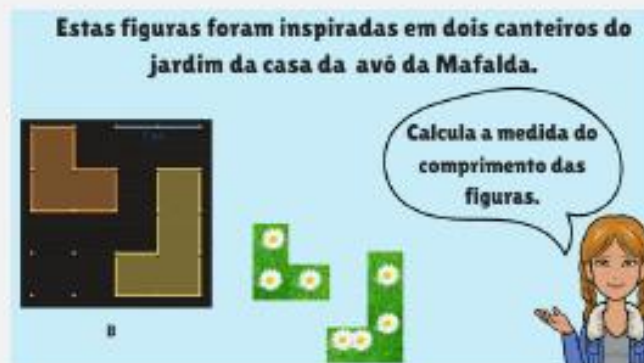 Estas figuras foram inspiradas em dois canteiros do
jardim da casa da avó da Mafalda.
Calcula a medida do
comprimento das
figuras.
B